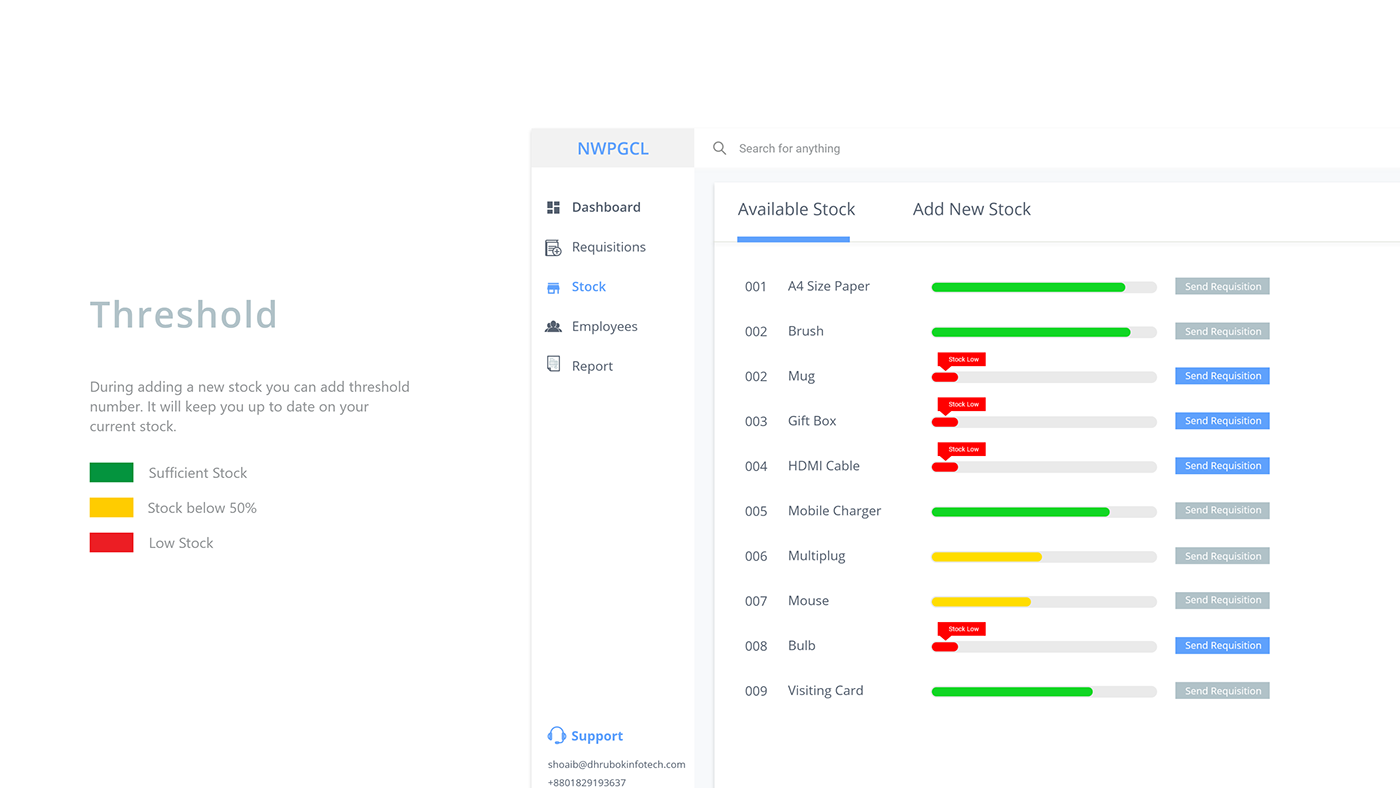 Threshold
During adding a new stock you can add threshold
number. It will keep you up to date on your
current stock.
Sufficient Stock
Stock below 50%
Low Stock
NWPGCL
Search for anything
Dashboard
Requisitions
Stock
Employees
Report
Support
shoaib@dhrubokinfotech.com
+8801829193637
Available Stock Add New Stock
001 A4 Size Paper Send Requisition
002 Brush Send Requisition
Stock Low
002 Mug Send Requisition
Stock Low
003 Gift Box Send Requisition
Stock Low
004 HDMI Cable Send Requisition
005 Mobile Charger Send Requisition
006 Multiplug Send Requisition
007 Mouse Send Requisition
Stock Low
008 Bulb Send Requisition
009 Visiting Card Send Requisition